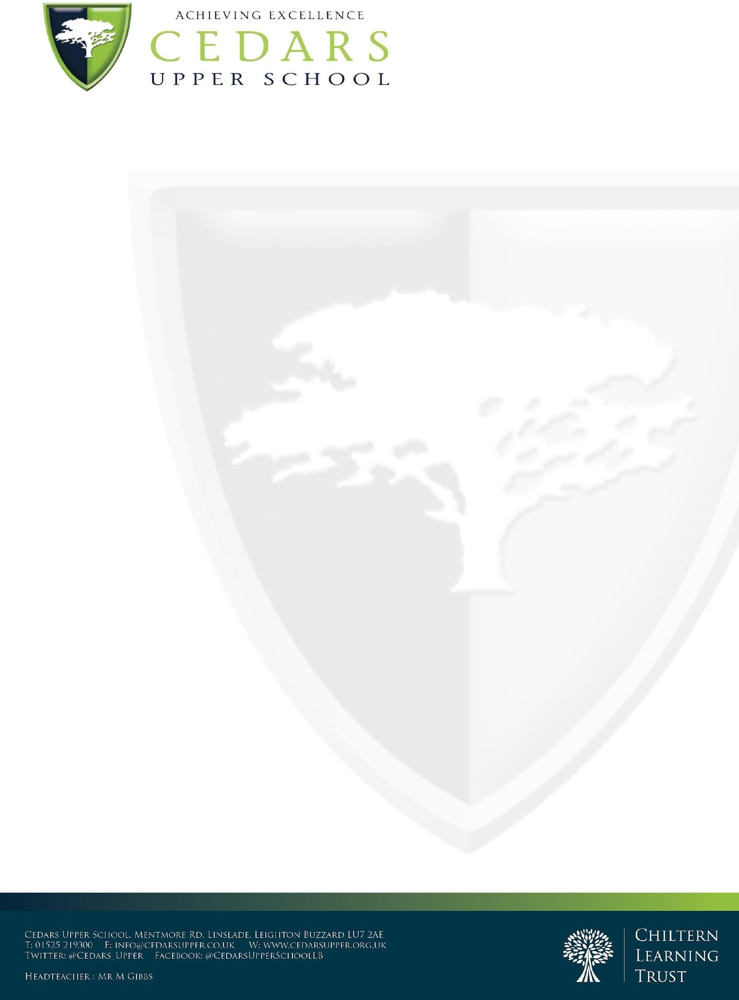 ACHIEVING EXCELLENCE
CEDARS
UPPER SCHOOL
CEDARS UPPER SCHOOL, MENTMORE RD, LINSLADE, LEIGHTON BUZZARD LU7 2AE
T: 01525 219300 E: INFO@CEDARSUPPER.CO.UK W: WWW.CEDARSUPPER.ORG.UK
TWITTER: @CEDARS_UPPER FACEBOOK: @CEDARSUPPERSCHOOLLB
HEADTEACHER : MR M GIBBS
CHILTERN
LEARNING
TRUST